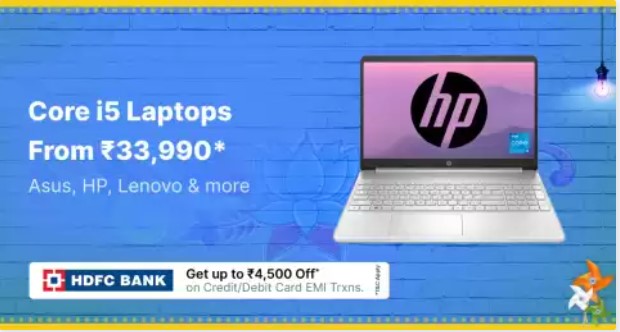 Core i5 Laptops
From ₹33,990*
Asus, HP, Lenovo & more
hp
HDFC BANK
Get up to ₹4,500 Off*
on Credit/Debit Card EMI Trxns.
*T&C Apply